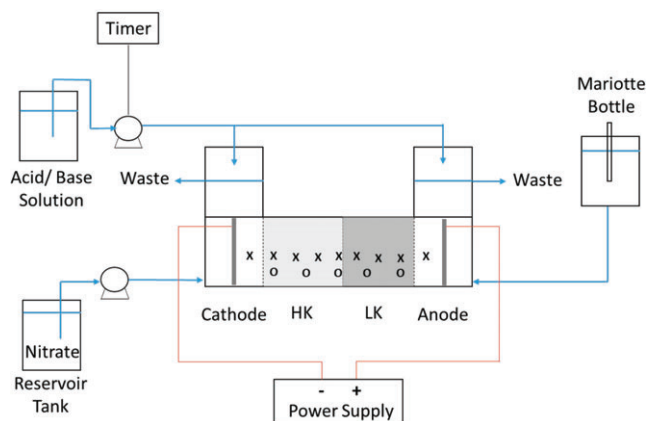 Timer
Mariotte
Bottle
Acid/ Base
Solution
Waste
Waste
x x x x x x x x
o o o o o
Cathode HK LK Anode
Nitrate
Reservoir
Tank
- +
Power Supply